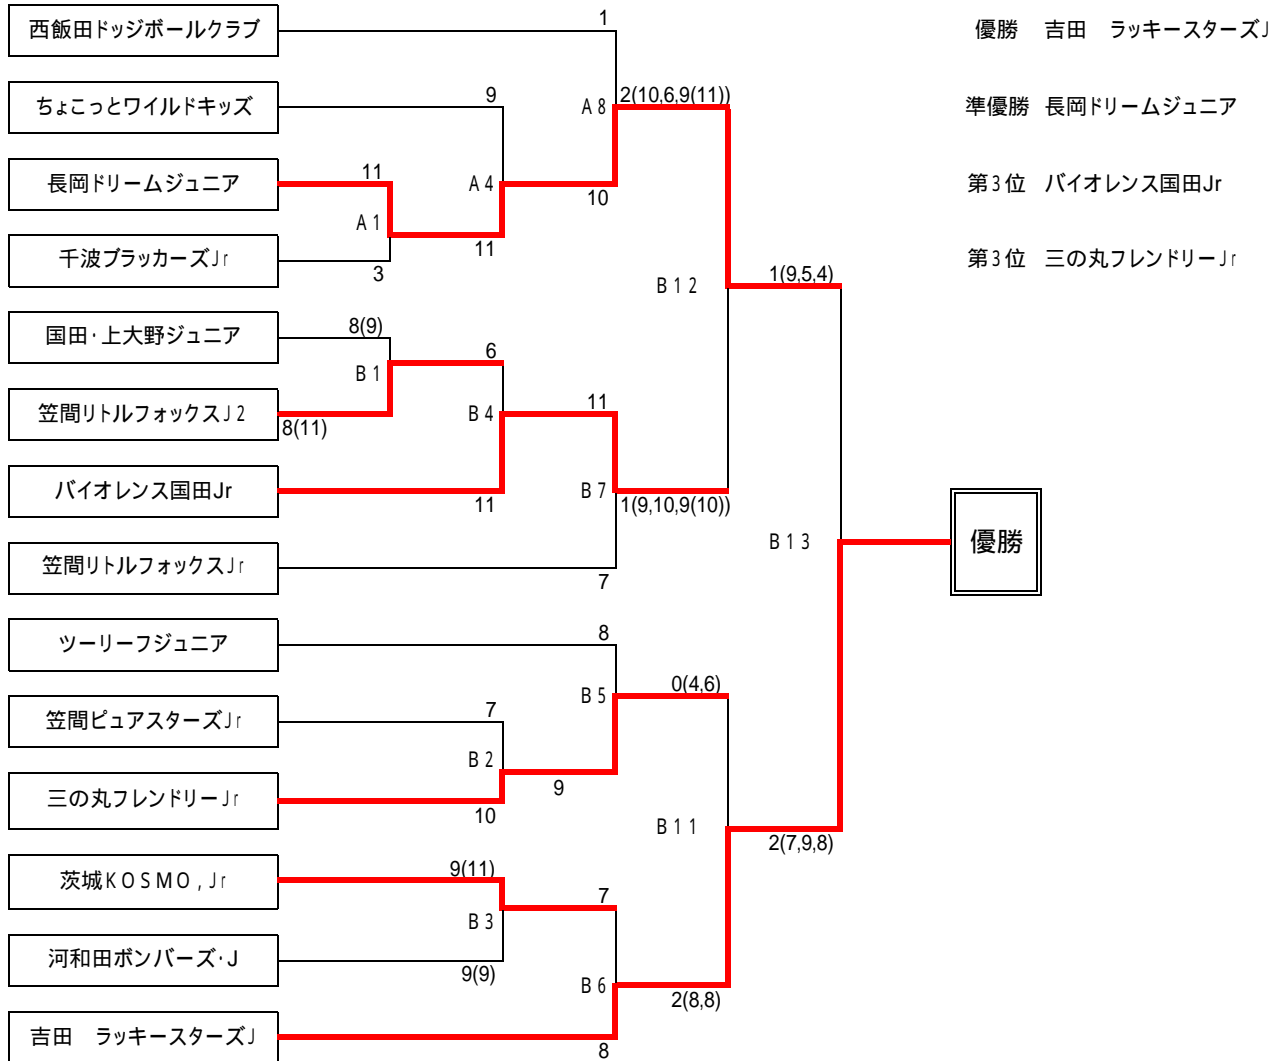 西飯田ドッジボールクラブ
1
優勝　吉田　ラッキースターズJ
ちょこっとワイルドキッズ
9
A8
2(10,6,9(11))
準優勝 長岡ドリームジュニア
長岡ドリームジュニア
11
A4
10
第3位 バイオレンス国田Jr
A1
千波ブラッカーズJr
3
11
第3位 三の丸フレンドリーJr
B12
1(9,5,4)
国田・上大野ジュニア
8(9)
B1
6
笠間リトルフォックスJ2
8(11)
B4
11
バイオレンス国田Jr
11
B7
1(9,10,9(10))
B13
優勝
笠間リトルフォックスJr
7
ツーリーフジュニア
8
B5
0(4,6)
笠間ピュアスターズJr
7
B2
三の丸フレンドリーJr
10
9
B11
2(7,9,8)
茨城KOSMO,Jr
9(11)
7
B3
河和田ボンバーズ・J
9(9)
B6
2(8,8)
吉田　ラッキースターズJ
8